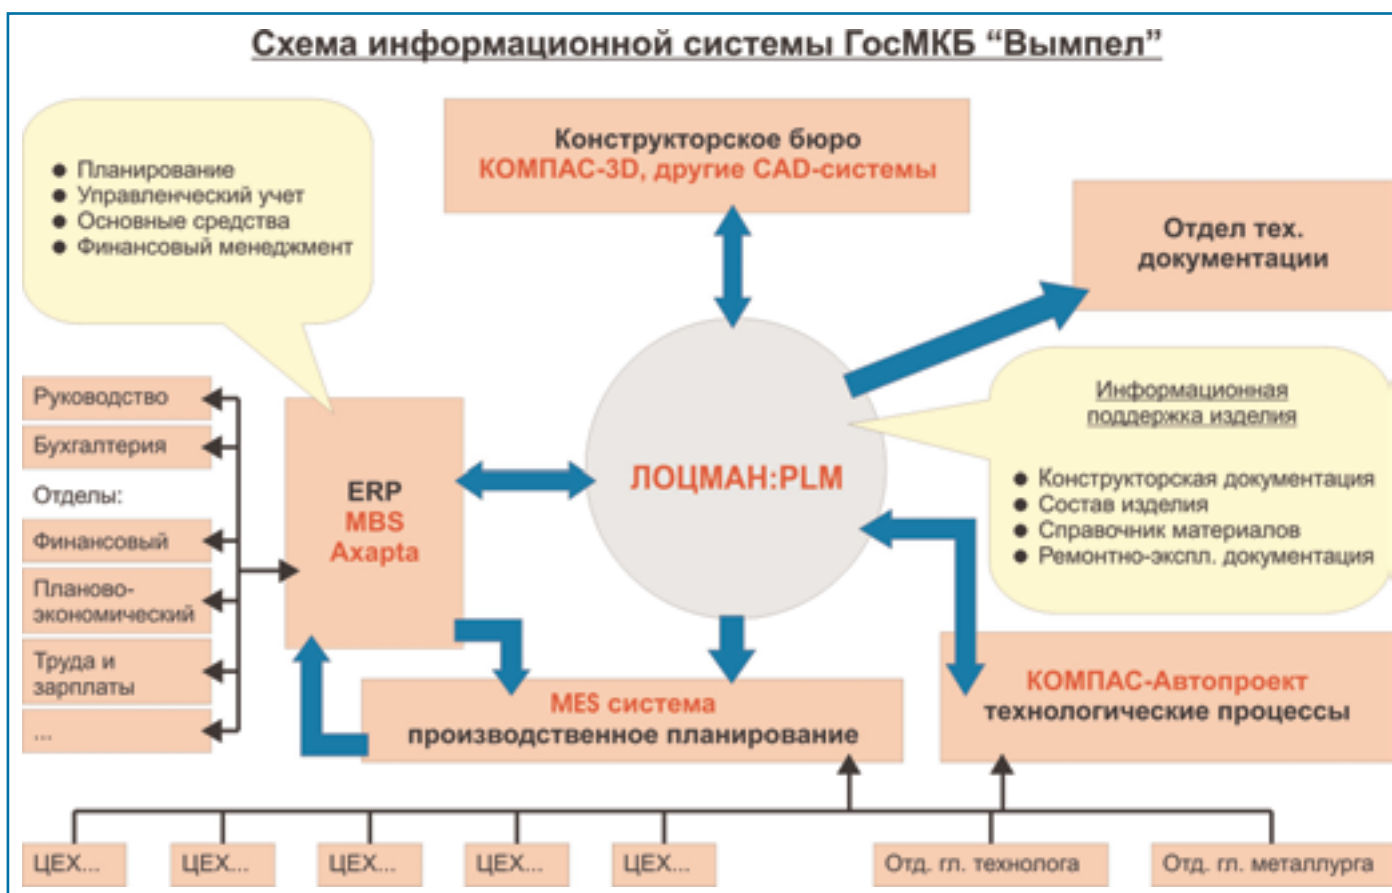 Схема информационной системы ГосМКБ “Вымпел”
● Планирование
● Управленческий учет
● Основные средства
● Финансовый менеджмент
Конструкторское бюро
КОМПАС-3D, другие CAD-системы
Отдел тех.
документации
Информационная
поддержка изделия
● Конструкторская документация
● Состав изделия
● Справочник материалов
● Ремонтно-экспл. документация
Руководство
Бухгалтерия
Отделы:
Финансовый
Планово-
экономический
Труда и
зарплаты
...
ERP
MBS
Axapta
ЛОЦМАН:PLM
MES система
производственное планирование
КОМПАС-Автопроект
технологические процессы
ЦЕХ...
ЦЕХ...
ЦЕХ...
ЦЕХ...
ЦЕХ...
Отд. гл. технолога
Отд. гл. металлурга